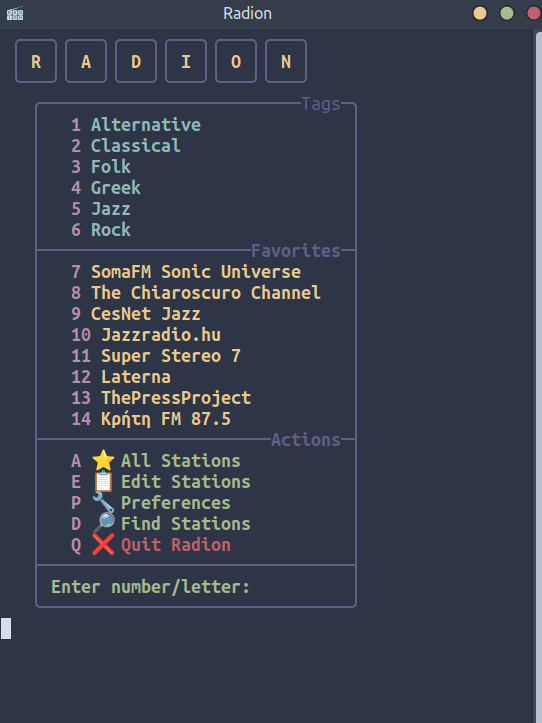 Radion
R A D I O N
Tags
1 Alternative
2 Classical
3 Folk
4 Greek
5 Jazz
6 Rock
Favorites
7 SomaFM Sonic Universe
8 The Chiaroscuro Channel
9 CesNet Jazz
10 Jazzradio.hu
11 Super Stereo 7
12 Laterna
13 ThePressProject
14 Κρήτη FM 87.5
Actions
A ⭐ All Stations
E 📋 Edit Stations
P 🔧 Preferences
D 🔎 Find Stations
Q ❌ Quit Radion
Enter number/letter: